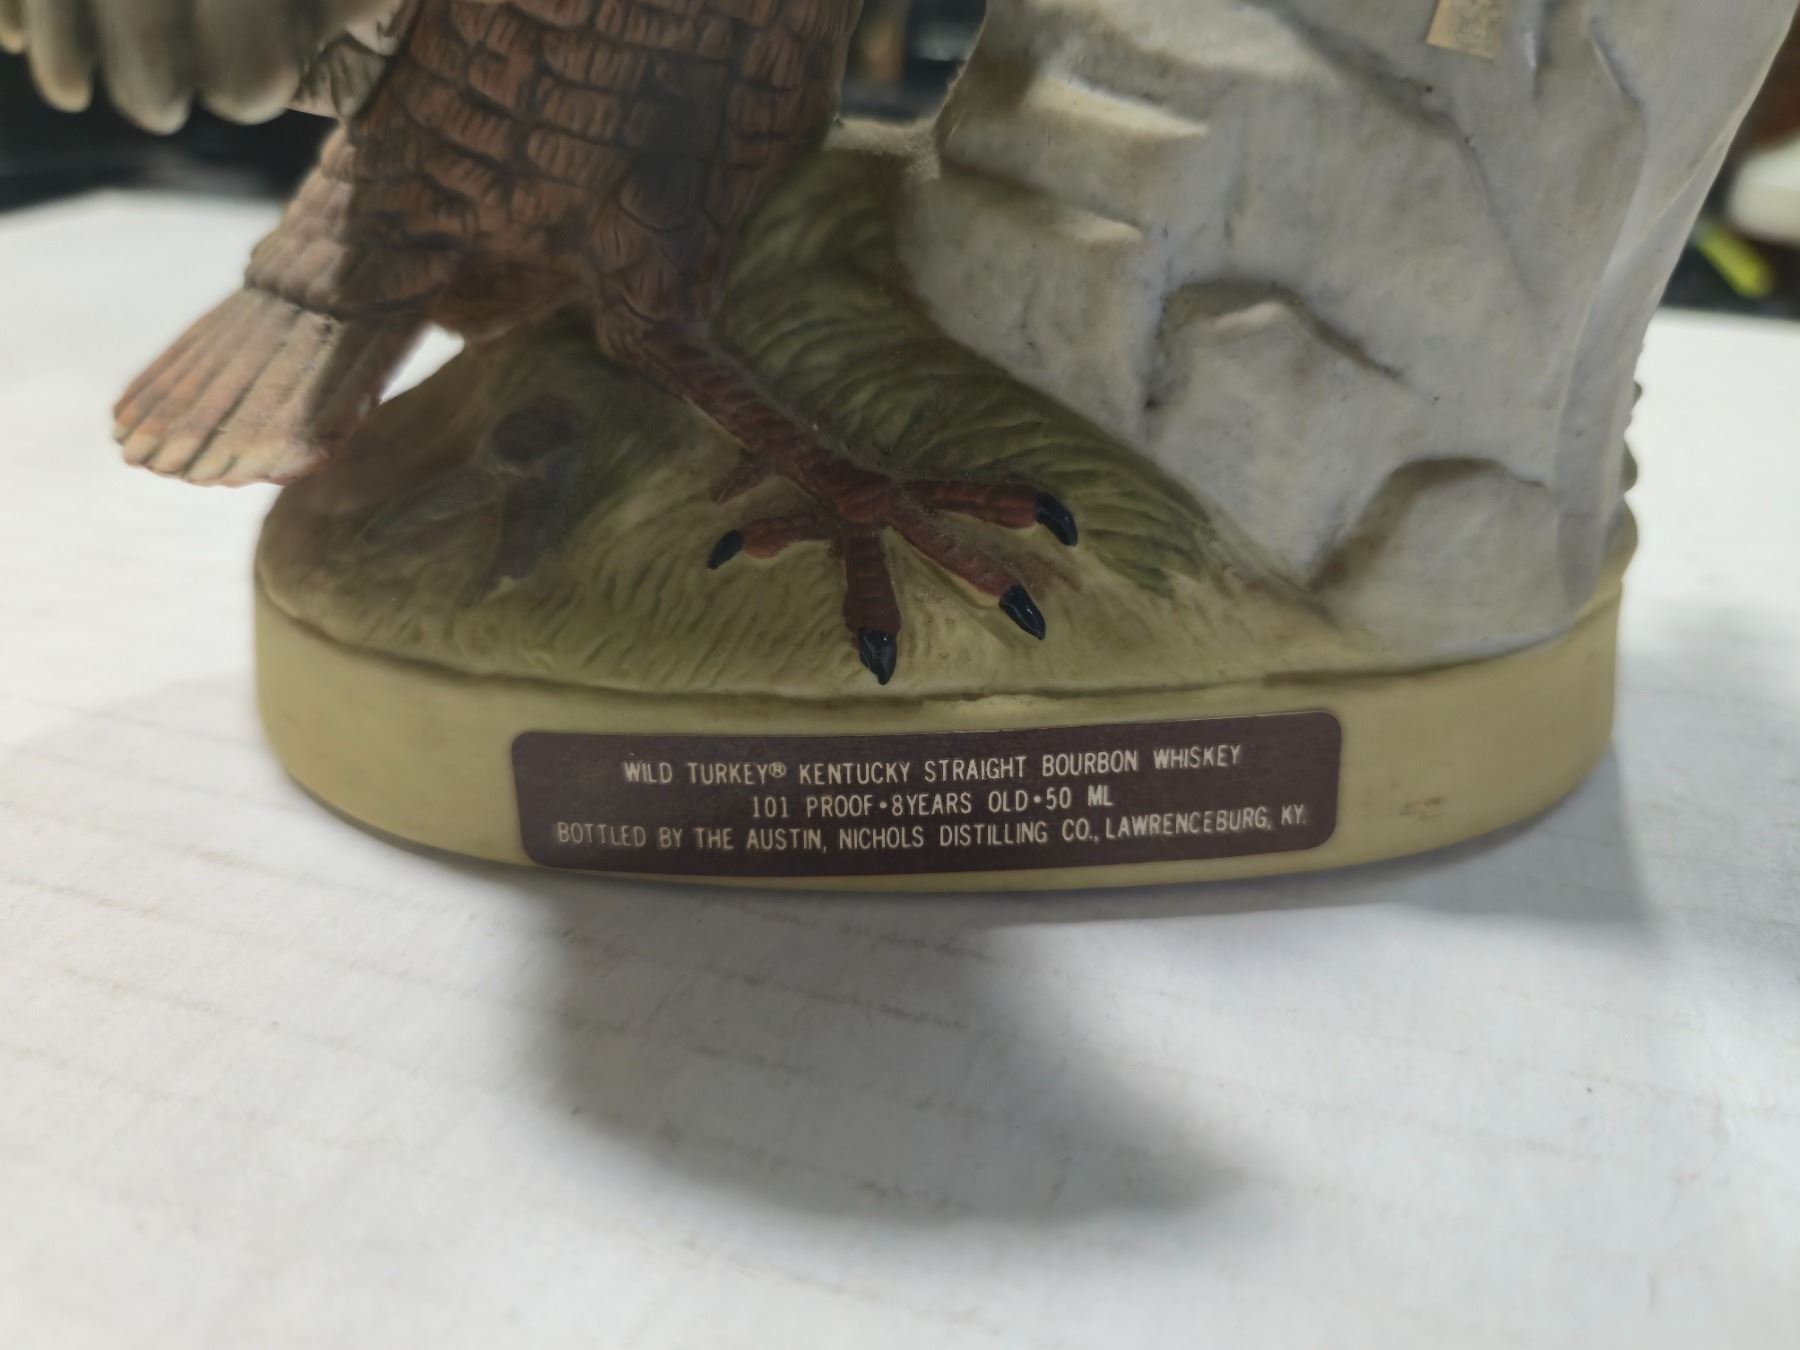 WILD TURKEY® KENTUCKY STRAIGHT BOURBON WHISKEY
101 PROOF•8YEARS OLD•50 ML
BOTTLED BY THE AUSTIN, NICHOLS DISTILLING CO., LAWRENCEBURG, KY.